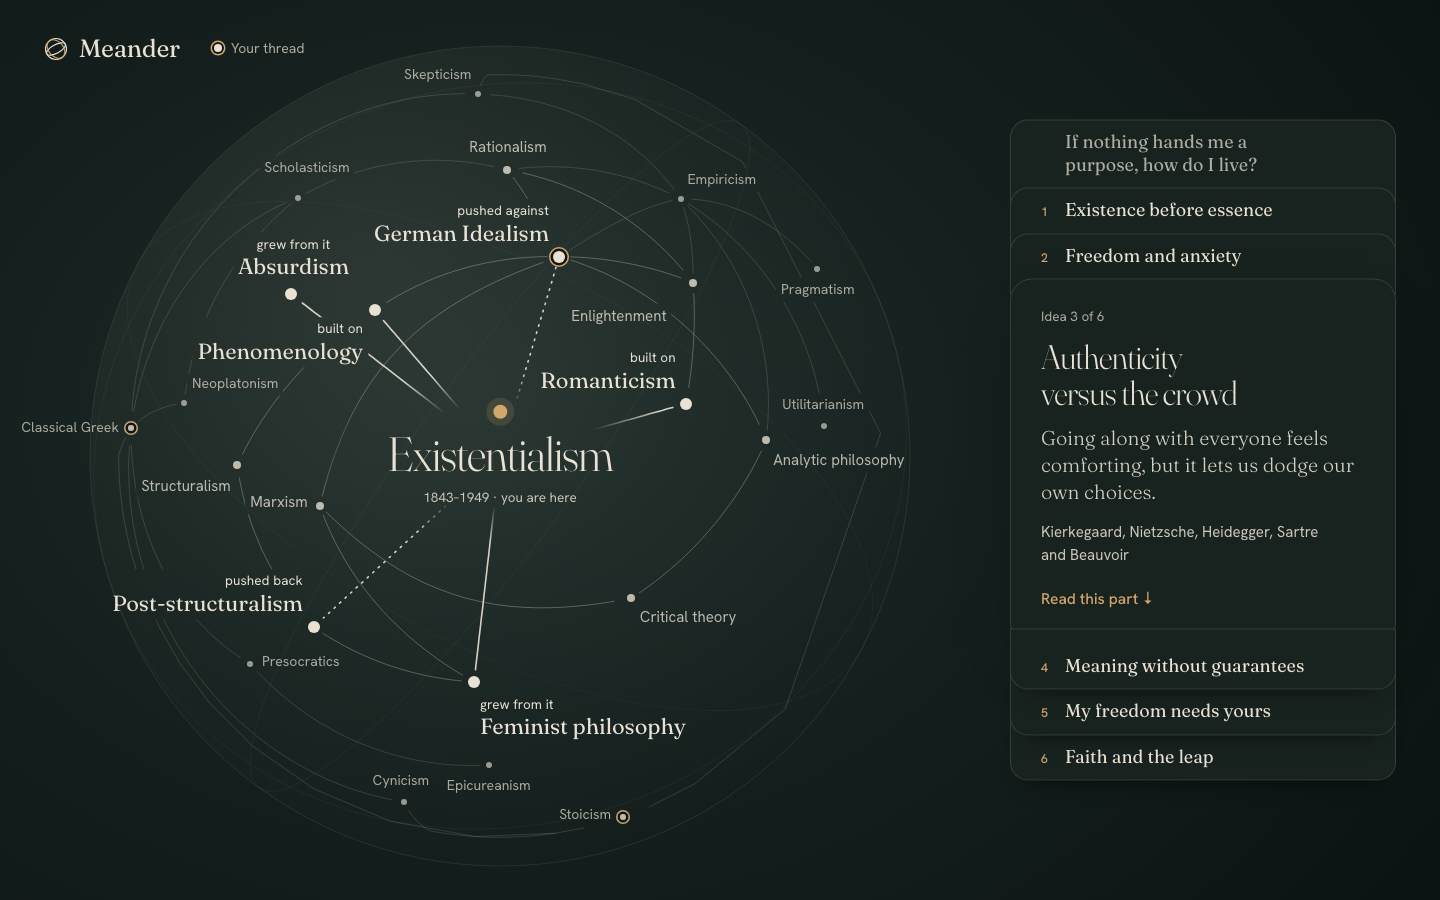 Meander
Your thread
Skepticism
Rationalism
Scholasticism
Empiricism
pushed against
German Idealism
grew from it
Absurdism
Pragmatism
Enlightenment
built on
Phenomenology
built on
Romanticism
Neoplatonism
Utilitarianism
Classical Greek
Existentialism
1843–1949 · you are here
Analytic philosophy
Structuralism
Marxism
pushed back
Post-structuralism
Critical theory
Presocratics
grew from it
Feminist philosophy
Cynicism
Epicureanism
Stoicism
If nothing hands me a
purpose, how do I live?
1 Existence before essence
2 Freedom and anxiety
Idea 3 of 6
Authenticity
versus the crowd
Going along with everyone feels
comforting, but it lets us dodge our
own choices.
Kierkegaard, Nietzsche, Heidegger, Sartre
and Beauvoir
Read this part ↓
4 Meaning without guarantees
5 My freedom needs yours
6 Faith and the leap